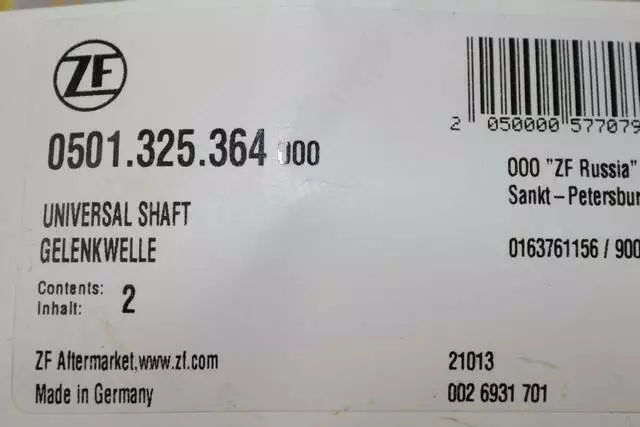 ZF
0501.325.364 000
UNIVERSAL SHAFT
GELENKWELLE
Contents:
Inhalt: 2
ZF Aftermarket,www.zf.com
Made in Germany
2 050000 577079
000 "ZF Russia"
Sankt-Petersbur
0163761156 / 900
21013
002 6931 701